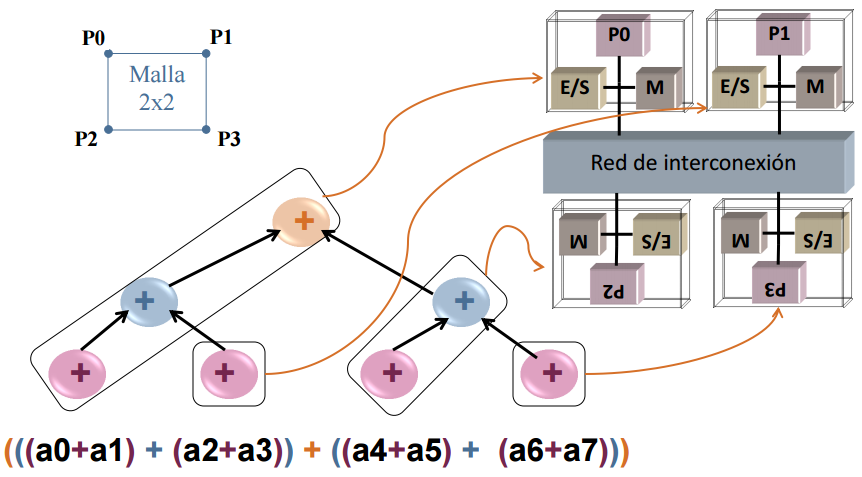 P0 P1
Malla
2x2
P2 P3
P0
E/S M
P1
E/S M
Red de interconexión
M E/S
P2
M E/S
P3
+
+
+
+
+
+
+
(((a0+a1) + (a2+a3)) + ((a4+a5) + (a6+a7)))